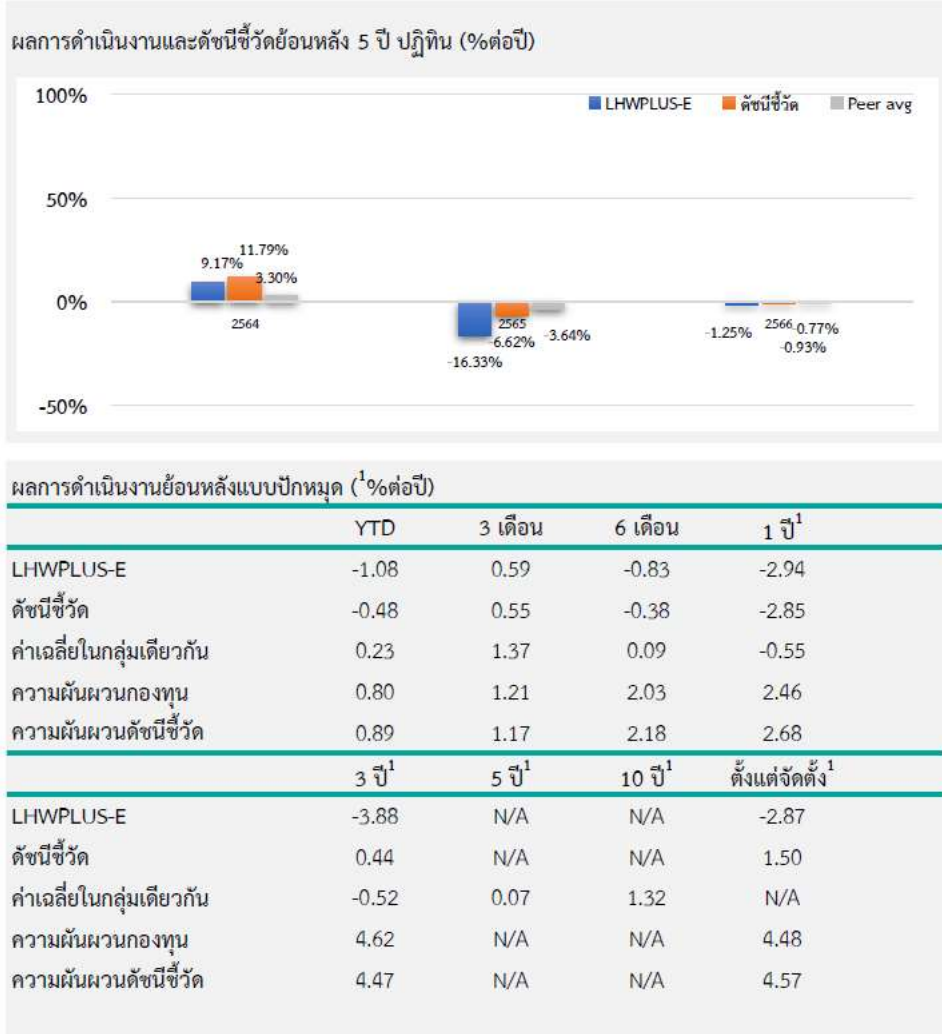 ผลการดำเนินงานและดัชนีชี้วัดย้อนหลัง 5 ปี ปฏิทิน (%ต่อปี)
100%
LHWPLUS-E ดัชนีชี้วัด Peer avg
50%
11.79%
9.17%
3.30%
0%
2564 2565 2566
-6.62% -3.64% -1.25% -0.77%
-0.93%
-16.33%
-50%
ผลการดำเนินงานย้อนหลังแบบปักหมุด (¹%ต่อปี)
YTD 3 เดือน 6 เดือน 1 ปี¹
LHWPLUS-E -1.08 0.59 -0.83 -2.94
ดัชนีชี้วัด -0.48 0.55 -0.38 -2.85
ค่าเฉลี่ยในกลุ่มเดียวกัน 0.23 1.37 0.09 -0.55
ความผันผวนกองทุน 0.80 1.21 2.03 2.46
ความผันผวนดัชนีชี้วัด 0.89 1.17 2.18 2.68
3 ปี¹ 5 ปี¹ 10 ปี¹ ตั้งแต่จัดตั้ง¹
LHWPLUS-E -3.88 N/A N/A -2.87
ดัชนีชี้วัด 0.44 N/A N/A 1.50
ค่าเฉลี่ยในกลุ่มเดียวกัน -0.52 0.07 1.32 N/A
ความผันผวนกองทุน 4.62 N/A N/A 4.48
ความผันผวนดัชนีชี้วัด 4.47 N/A N/A 4.57